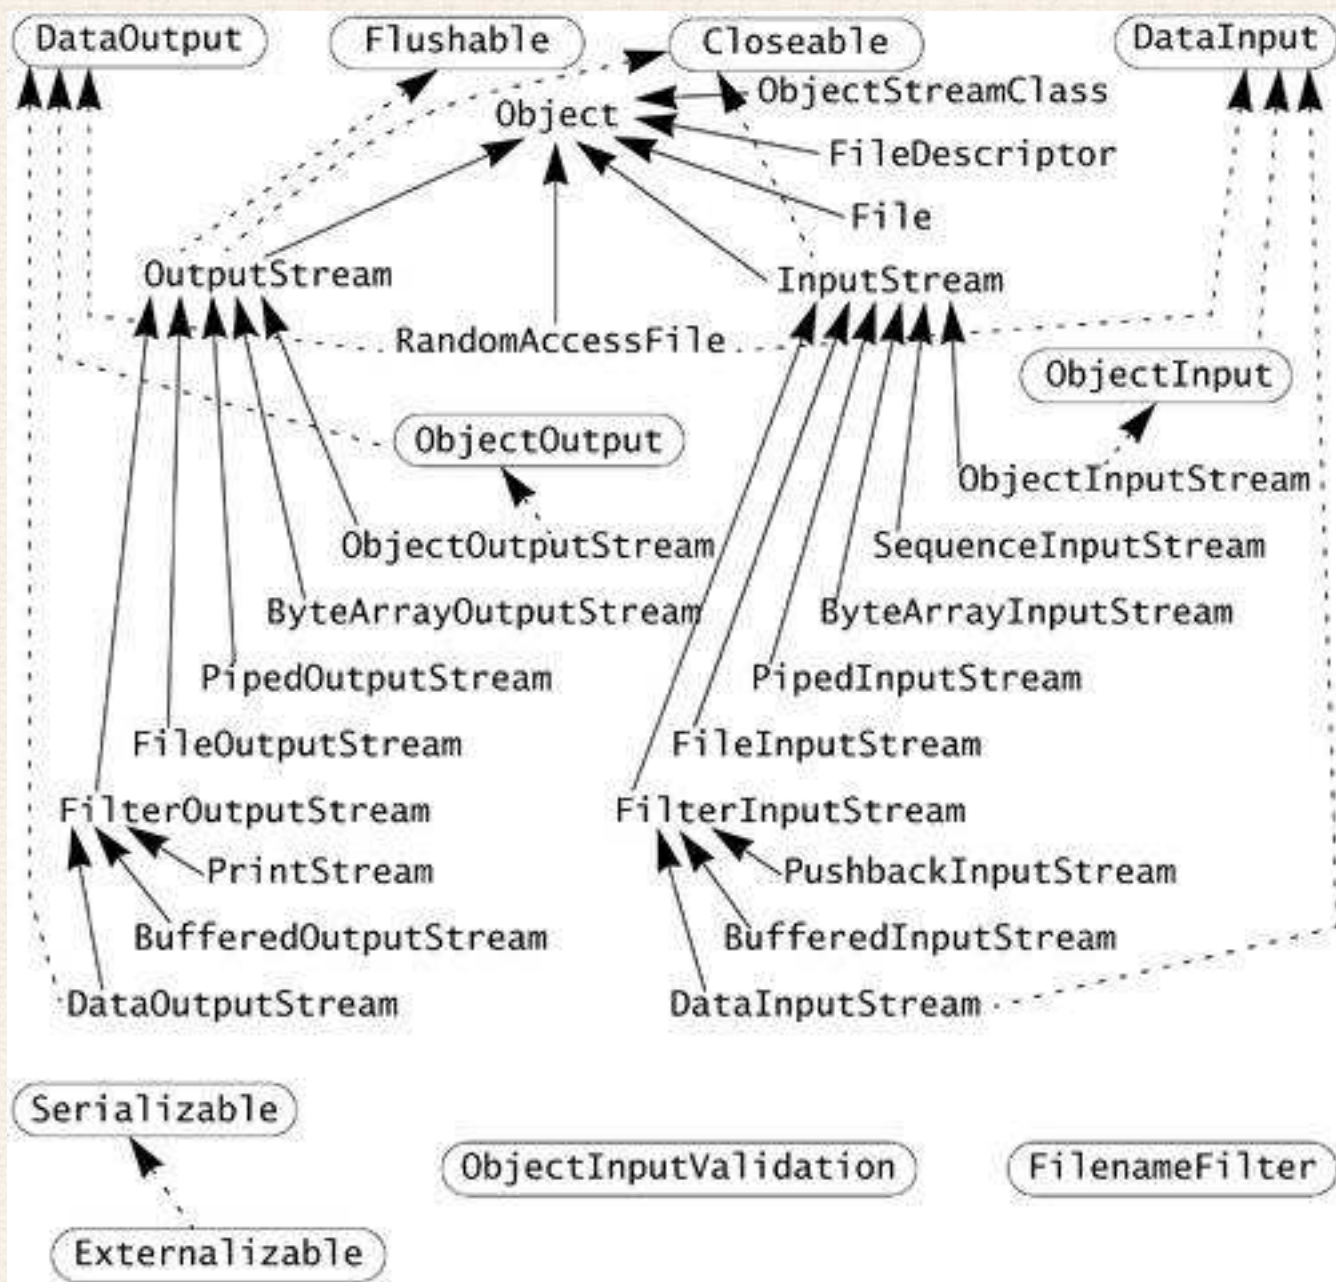 DataOutput
Flushable
Closeable
DataInput
ObjectStreamClass
Object
FileDescriptor
File
OutputStream
InputStream
RandomAccessFile
ObjectInput
ObjectOutput
ObjectInputStream
ObjectOutputStream
SequenceInputStream
ByteArrayOutputStream
ByteArrayInputStream
PipedOutputStream
PipedInputStream
FileOutputStream
FileInputStream
FilterOutputStream
FilterInputStream
PrintStream
PushbackInputStream
BufferedOutputStream
BufferedInputStream
DataOutputStream
DataInputStream
Serializable
ObjectInputValidation
FilenameFilter
Externalizable